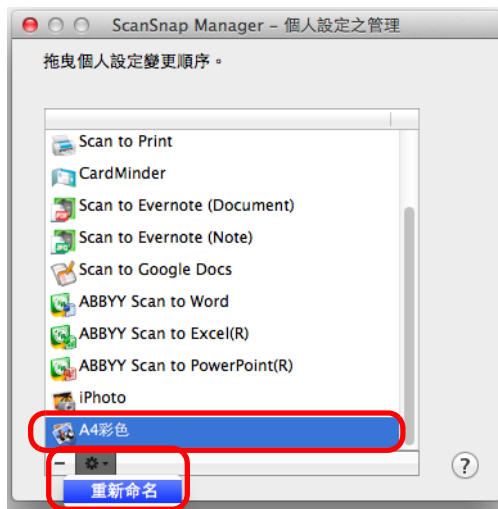 ScanSnap Manager – 個人設定之管理
拖曳個人設定變更順序。
Scan to Print
CardMinder
Scan to Evernote (Document)
Scan to Evernote (Note)
Scan to Google Docs
ABBYY Scan to Word
ABBYY Scan to Excel(R)
ABBYY Scan to PowerPoint(R)
iPhoto
A4彩色
?
重新命名